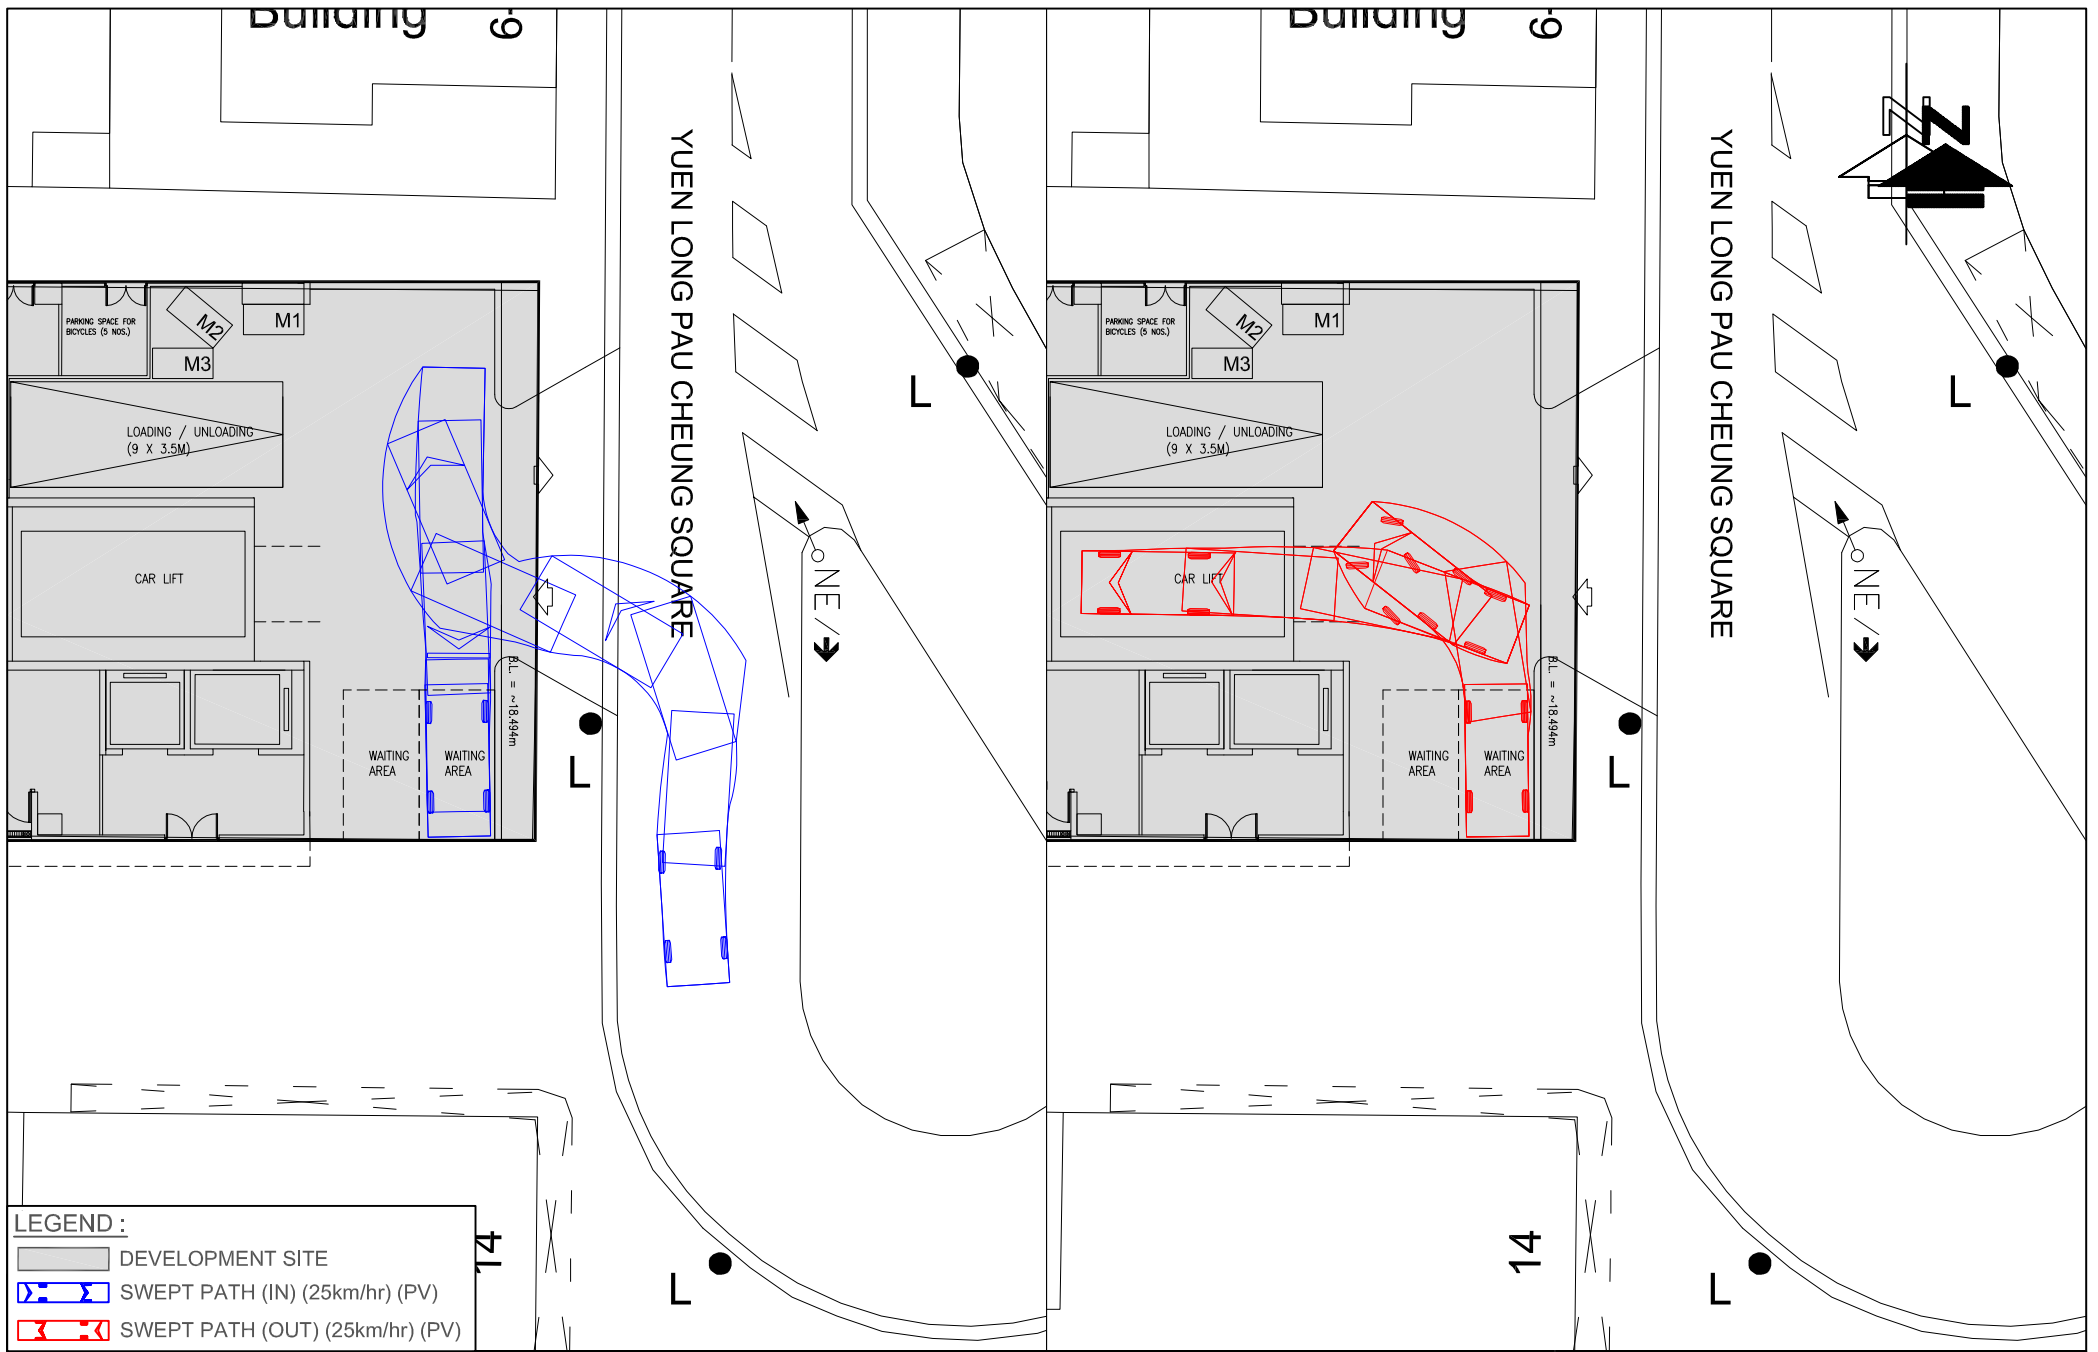 Building
6-
YUEN LONG PAU CHEUNG SQUARE
PARKING SPACE FOR
BICYCLES (5 NOS.)
M2
M1
M3
LOADING / UNLOADING
(9 X 3.5M)
CAR LIFT
L
NE/
B.L. = ~18.494m
WAITING
AREA
WAITING
AREA
L
14
L
Building
6-
YUEN LONG PAU CHEUNG SQUARE
N
PARKING SPACE FOR
BICYCLES (5 NOS.)
M2
M1
M3
LOADING / UNLOADING
(9 X 3.5M)
CAR LIFT
L
NE/
B.L. = ~18.494m
WAITING
AREA
WAITING
AREA
L
14
L
LEGEND :
DEVELOPMENT SITE
SWEPT PATH (IN) (25km/hr) (PV)
SWEPT PATH (OUT) (25km/hr) (PV)